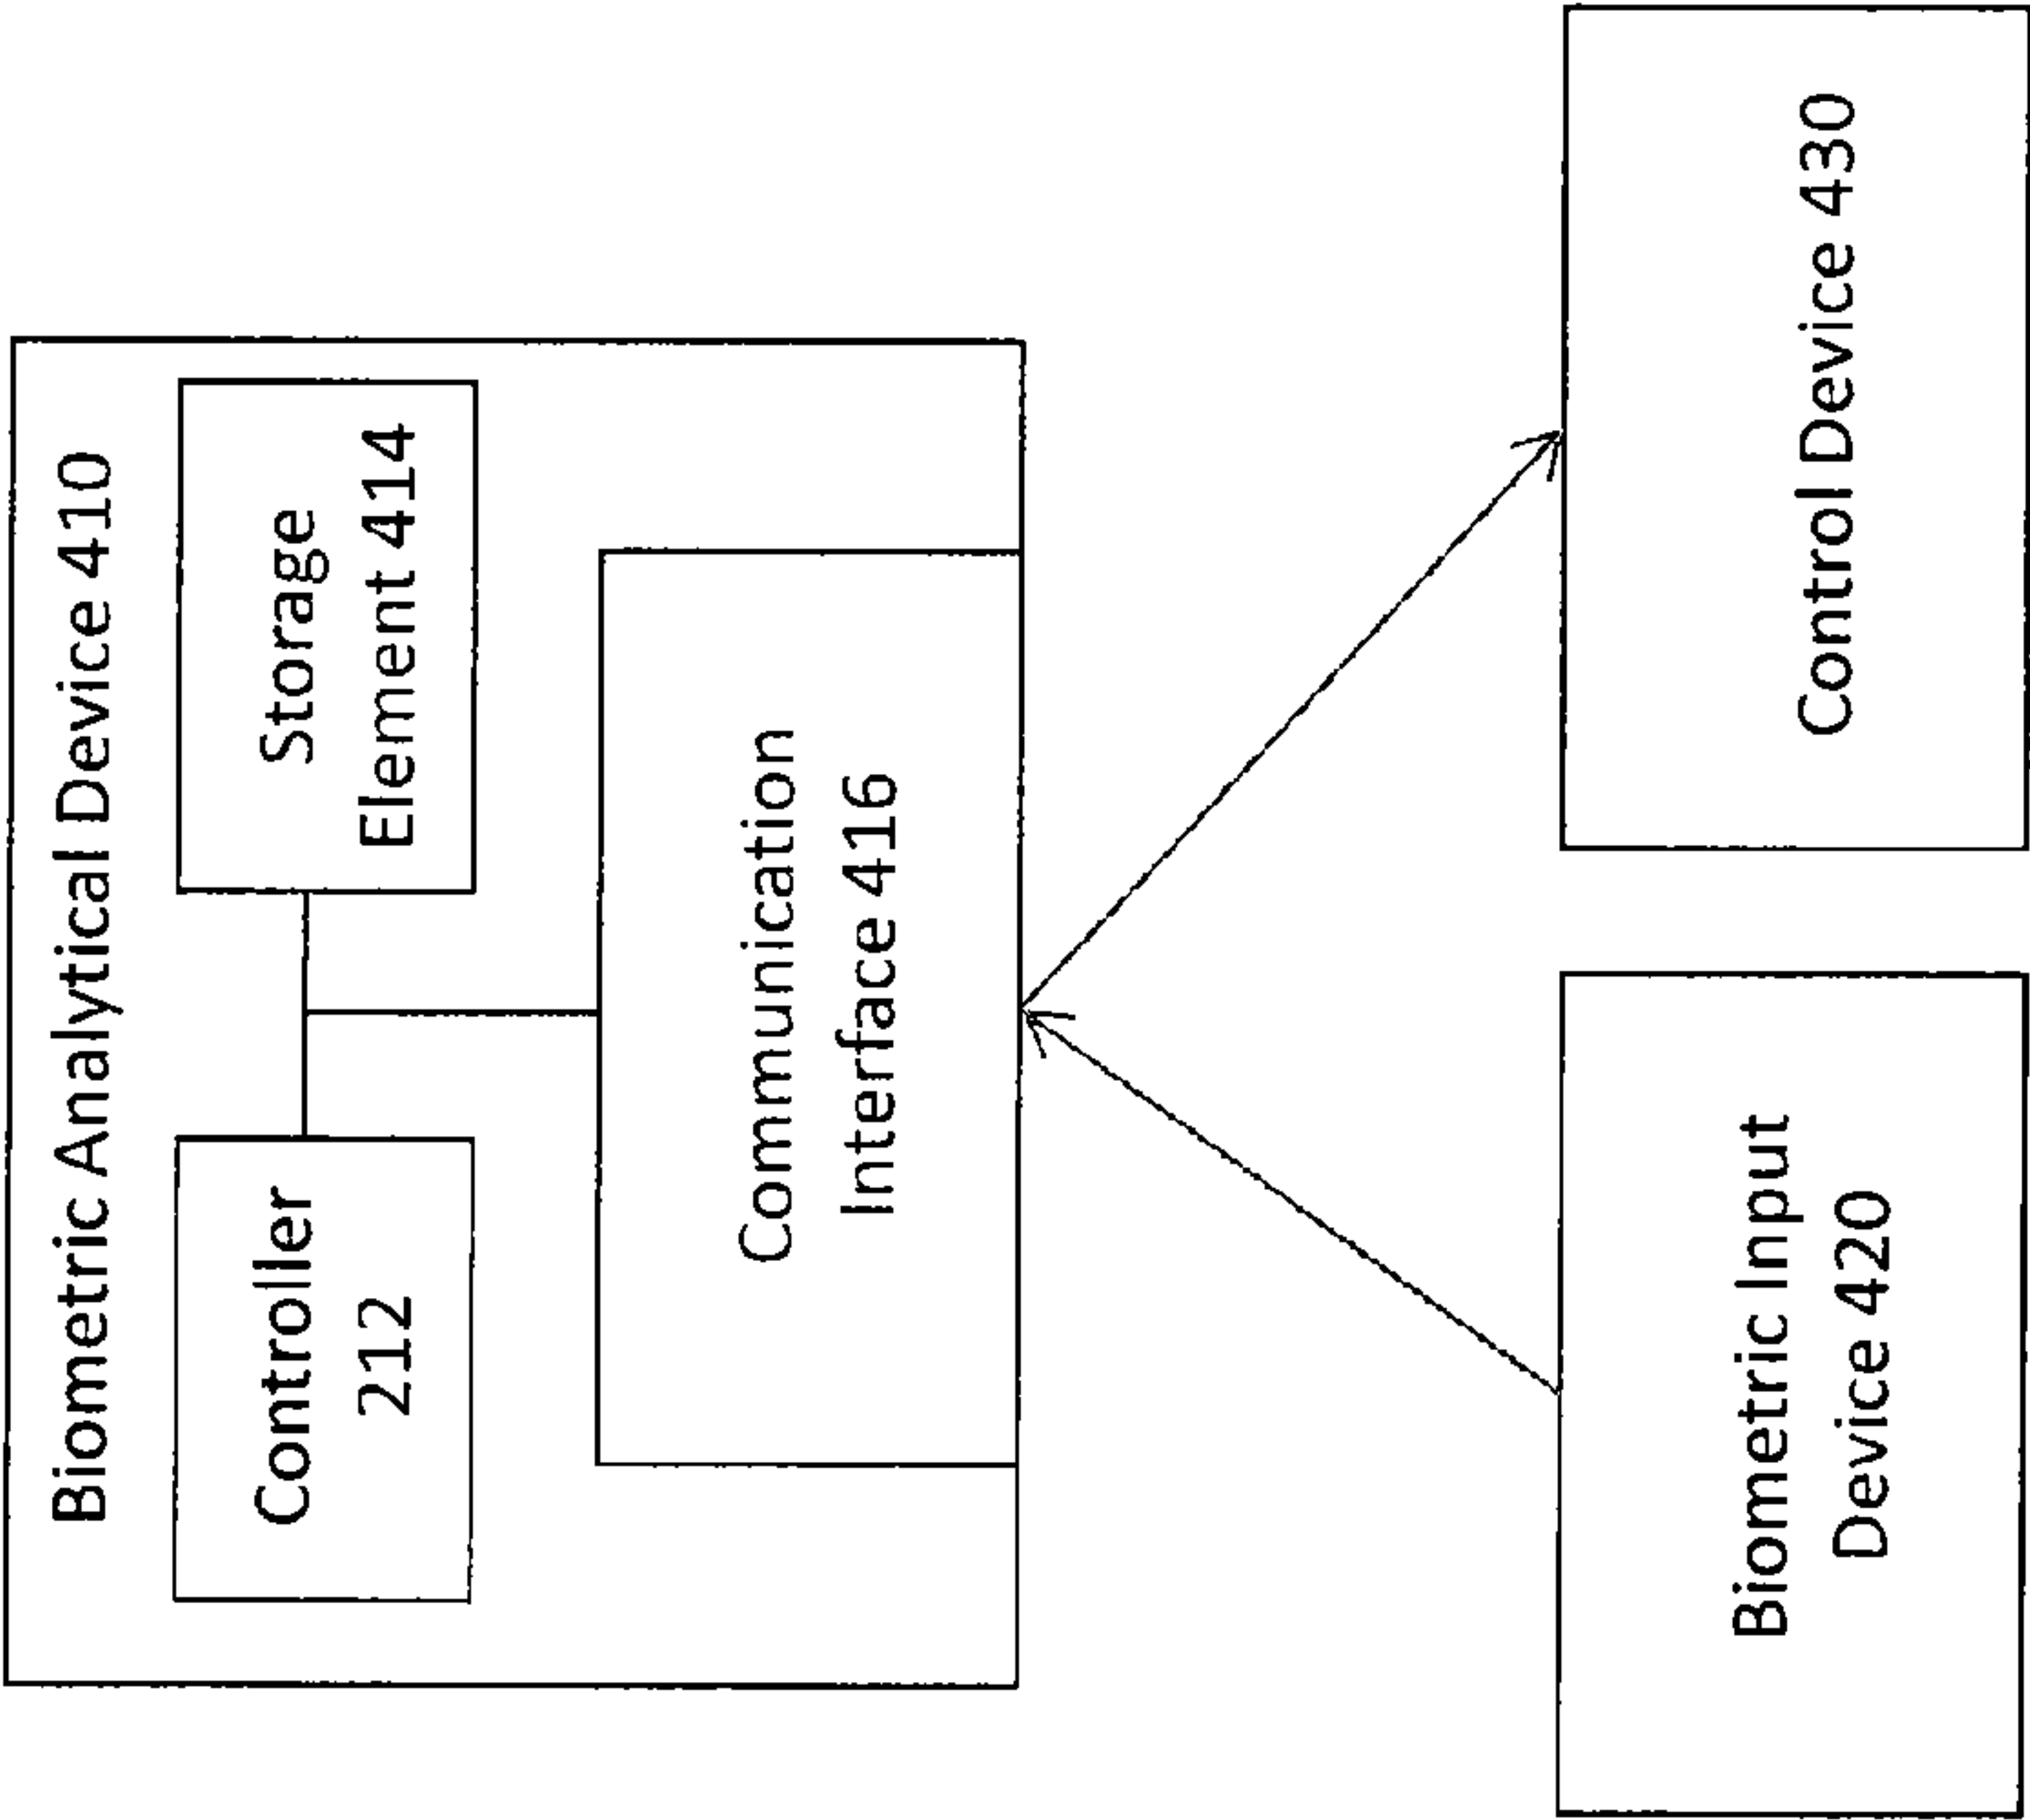 Biometric Analytical Device 410
Controller
212
Storage
Element 414
Communication
Interface 416
Biometric Input
Device 420
Control Device 430